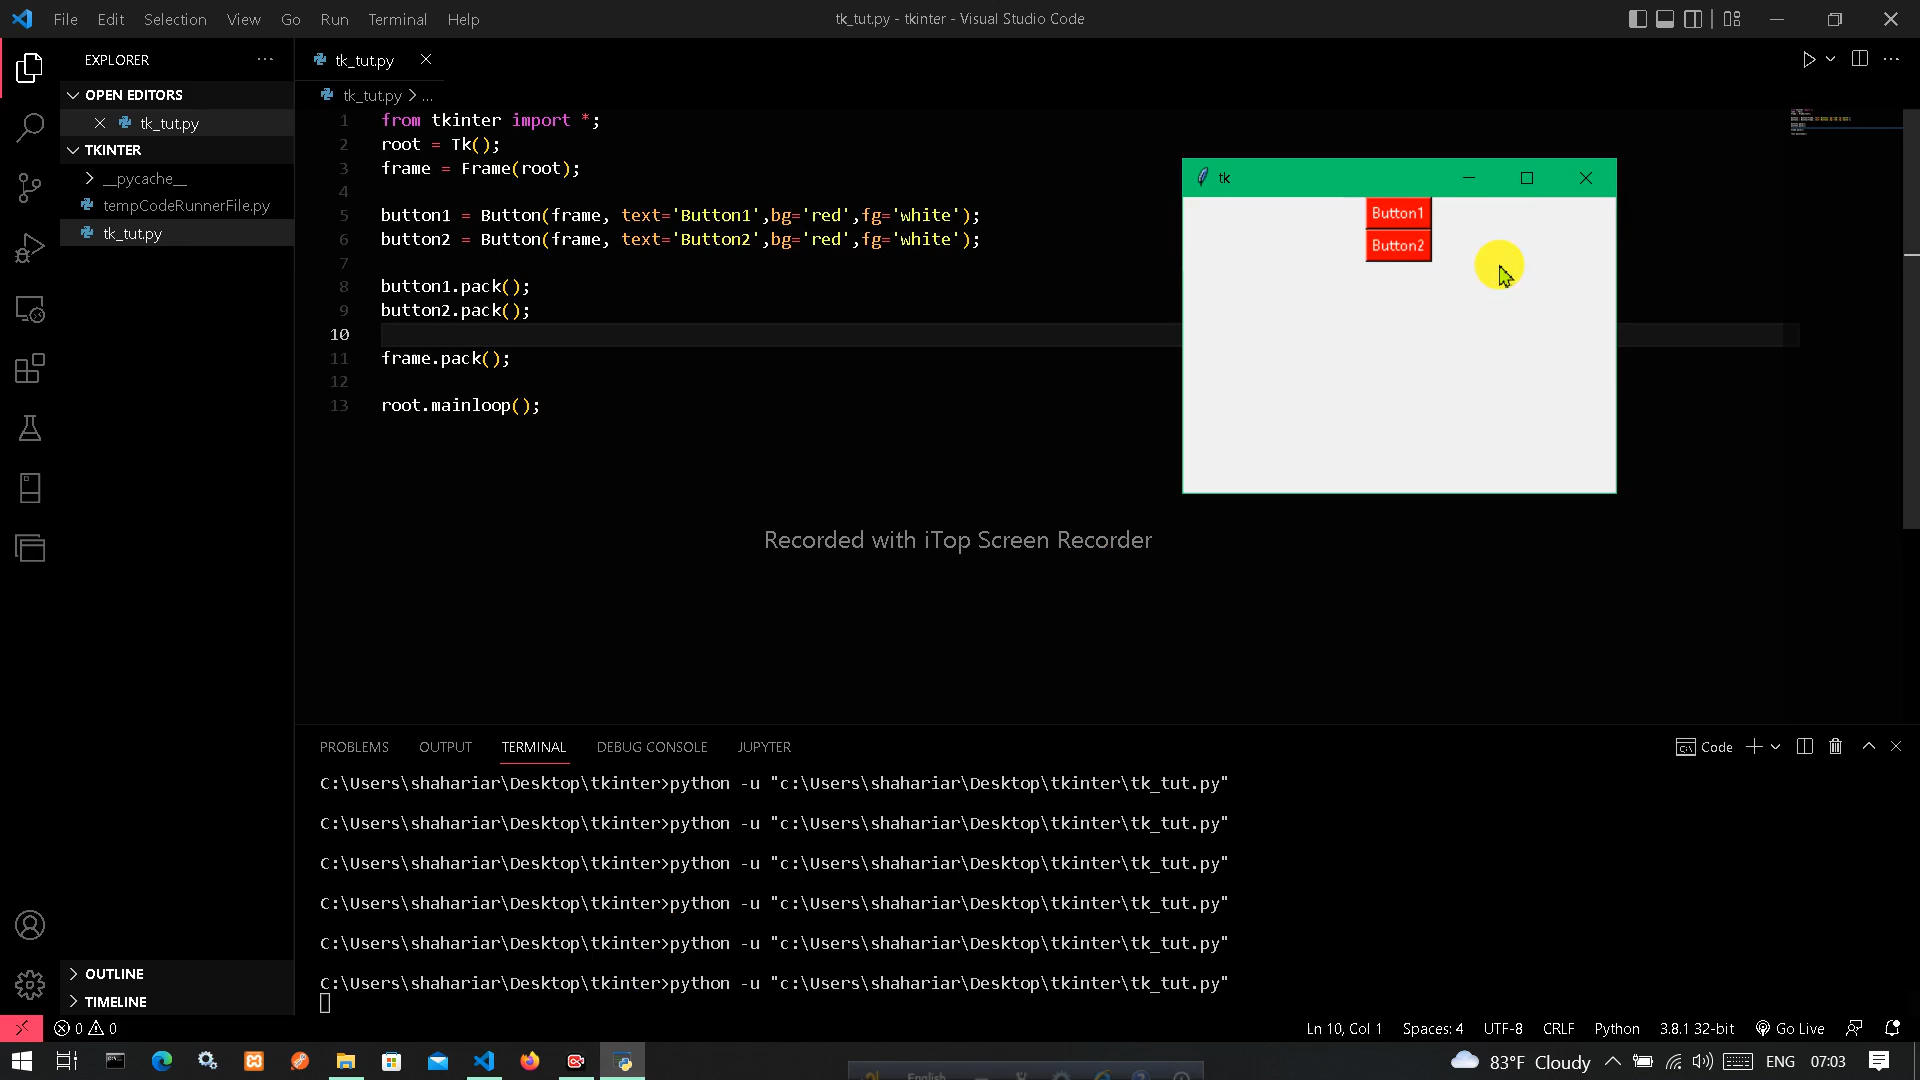 File Edit Selection View Go Run Terminal Help
tk_tut.py - tkinter - Visual Studio Code
EXPLORER
tk_tut.py
OPEN EDITORS
tk_tut.py > ...
tk_tut.py
TKINTER
__pycache__
tempCodeRunnerFile.py
tk_tut.py
1 from tkinter import *;
2 root = Tk();
3 frame = Frame(root);
4
5 button1 = Button(frame, text='Button1',bg='red',fg='white');
6 button2 = Button(frame, text='Button2',bg='red',fg='white');
7
8 button1.pack();
9 button2.pack();
10
11 frame.pack();
12
13 root.mainloop();
tk
Button1
Button2
Recorded with iTop Screen Recorder
PROBLEMS OUTPUT TERMINAL DEBUG CONSOLE JUPYTER
Code
C:\Users\shahariar\Desktop\tkinter>python -u "c:\Users\shahariar\Desktop\tkinter\tk_tut.py"
C:\Users\shahariar\Desktop\tkinter>python -u "c:\Users\shahariar\Desktop\tkinter\tk_tut.py"
C:\Users\shahariar\Desktop\tkinter>python -u "c:\Users\shahariar\Desktop\tkinter\tk_tut.py"
C:\Users\shahariar\Desktop\tkinter>python -u "c:\Users\shahariar\Desktop\tkinter\tk_tut.py"
C:\Users\shahariar\Desktop\tkinter>python -u "c:\Users\shahariar\Desktop\tkinter\tk_tut.py"
C:\Users\shahariar\Desktop\tkinter>python -u "c:\Users\shahariar\Desktop\tkinter\tk_tut.py"
OUTLINE
TIMELINE
0 0
Ln 10, Col 1 Spaces: 4 UTF-8 CRLF Python 3.8.1 32-bit Go Live
English
83°F Cloudy ENG 07:03